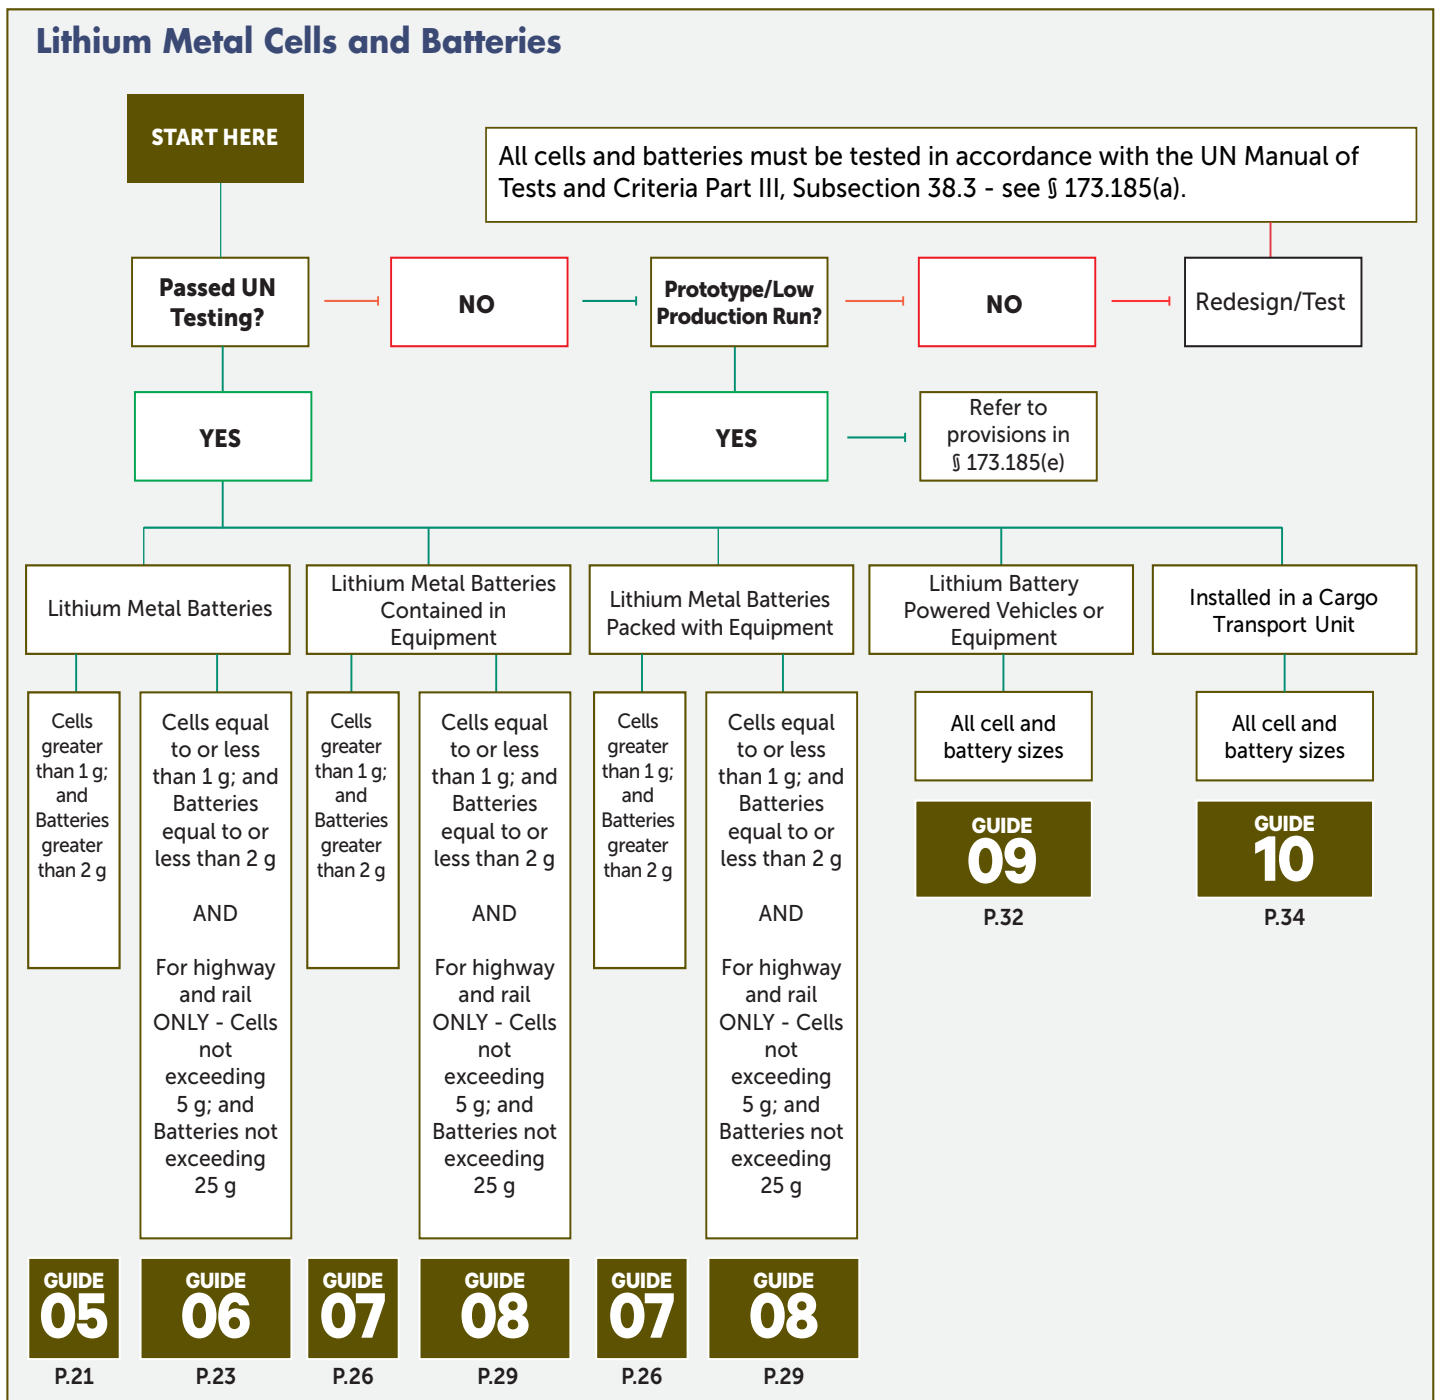 Lithium Metal Cells and Batteries
START HERE
All cells and batteries must be tested in accordance with the UN Manual of
Tests and Criteria Part III, Subsection 38.3 - see § 173.185(a).
Passed UN
Testing?
NO
Prototype/Low
Production Run?
NO
Redesign/Test
YES
YES
Refer to
provisions in
§ 173.185(e)
Lithium Metal Batteries
Lithium Metal Batteries
Contained in
Equipment
Lithium Metal Batteries
Packed with Equipment
Lithium Battery
Powered Vehicles or
Equipment
Installed in a Cargo
Transport Unit
Cells
greater
than 1 g;
and
Batteries
greater
than 2 g
Cells equal
to or less
than 1 g; and
Batteries
equal to or
less than 2 g
AND
For highway
and rail
ONLY - Cells
not
exceeding
5 g; and
Batteries not
exceeding
25 g
Cells
greater
than 1 g;
and
Batteries
greater
than 2 g
Cells equal
to or less
than 1 g; and
Batteries
equal to or
less than 2 g
AND
For highway
and rail
ONLY - Cells
not
exceeding
5 g; and
Batteries not
exceeding
25 g
Cells
greater
than 1 g;
and
Batteries
greater
than 2 g
Cells equal
to or less
than 1 g; and
Batteries
equal to or
less than 2 g
AND
For highway
and rail
ONLY - Cells
not
exceeding
5 g; and
Batteries not
exceeding
25 g
All cell and
battery sizes
GUIDE
09
P.32
All cell and
battery sizes
GUIDE
10
P.34
GUIDE
05
P.21
GUIDE
06
P.23
GUIDE
07
P.26
GUIDE
08
P.29
GUIDE
07
P.26
GUIDE
08
P.29